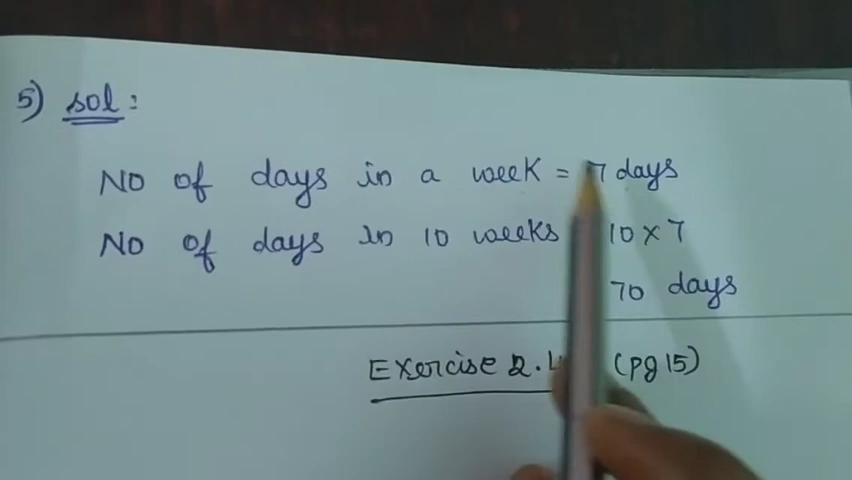 5) sol:
No of days in a week = 7 days
No of days in 10 weeks 10 x 7
70 days
Exercise 2. (pg 15)